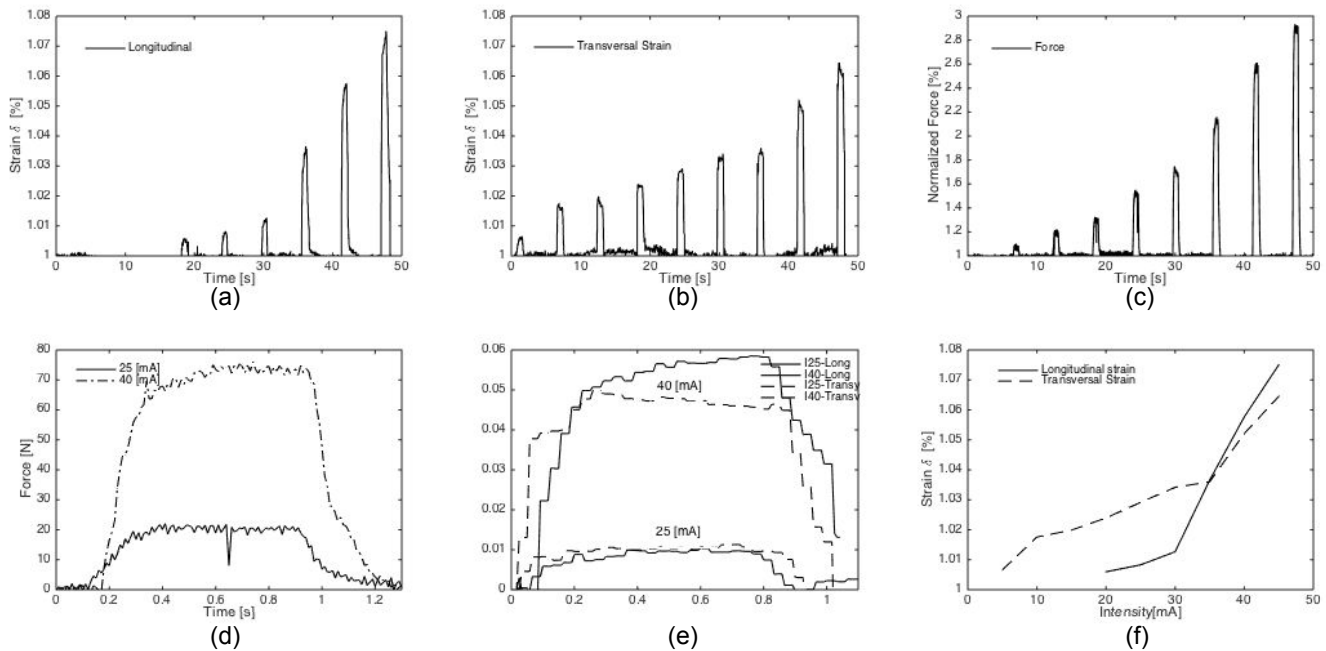 1.08
1.07
1.06
1.05
1.04
1.03
1.02
1.01
1
Strain δ [%]
Longitudinal
0 10 20 30 40 50
Time [s]
(a)
1.08
1.07
1.06
1.05
1.04
1.03
1.02
1.01
1
Strain δ [%]
Transversal Strain
0 10 20 30 40 50
Time [s]
(b)
3
2.8
2.6
2.4
2.2
2
1.8
1.6
1.4
1.2
1
Normalized Force [%]
Force
0 10 20 30 40 50
Time [s]
(c)
80
70
60
50
40
30
20
10
0
Force [N]
25 [mA]
40 [mA]
0 0.2 0.4 0.6 0.8 1 1.2
Time [s]
(d)
0.06
0.05
0.04
0.03
0.02
0.01
0
I25-Long
I40-Long
I25-Transv
I40-Transv
40 [mA]
25 [mA]
0 0.2 0.4 0.6 0.8 1
(e)
1.08
1.07
1.06
1.05
1.04
1.03
1.02
1.01
1
Strain δ [%]
Longitudinal strain
Transversal Strain
0 10 20 30 40 50
Intensity[mA]
(f)